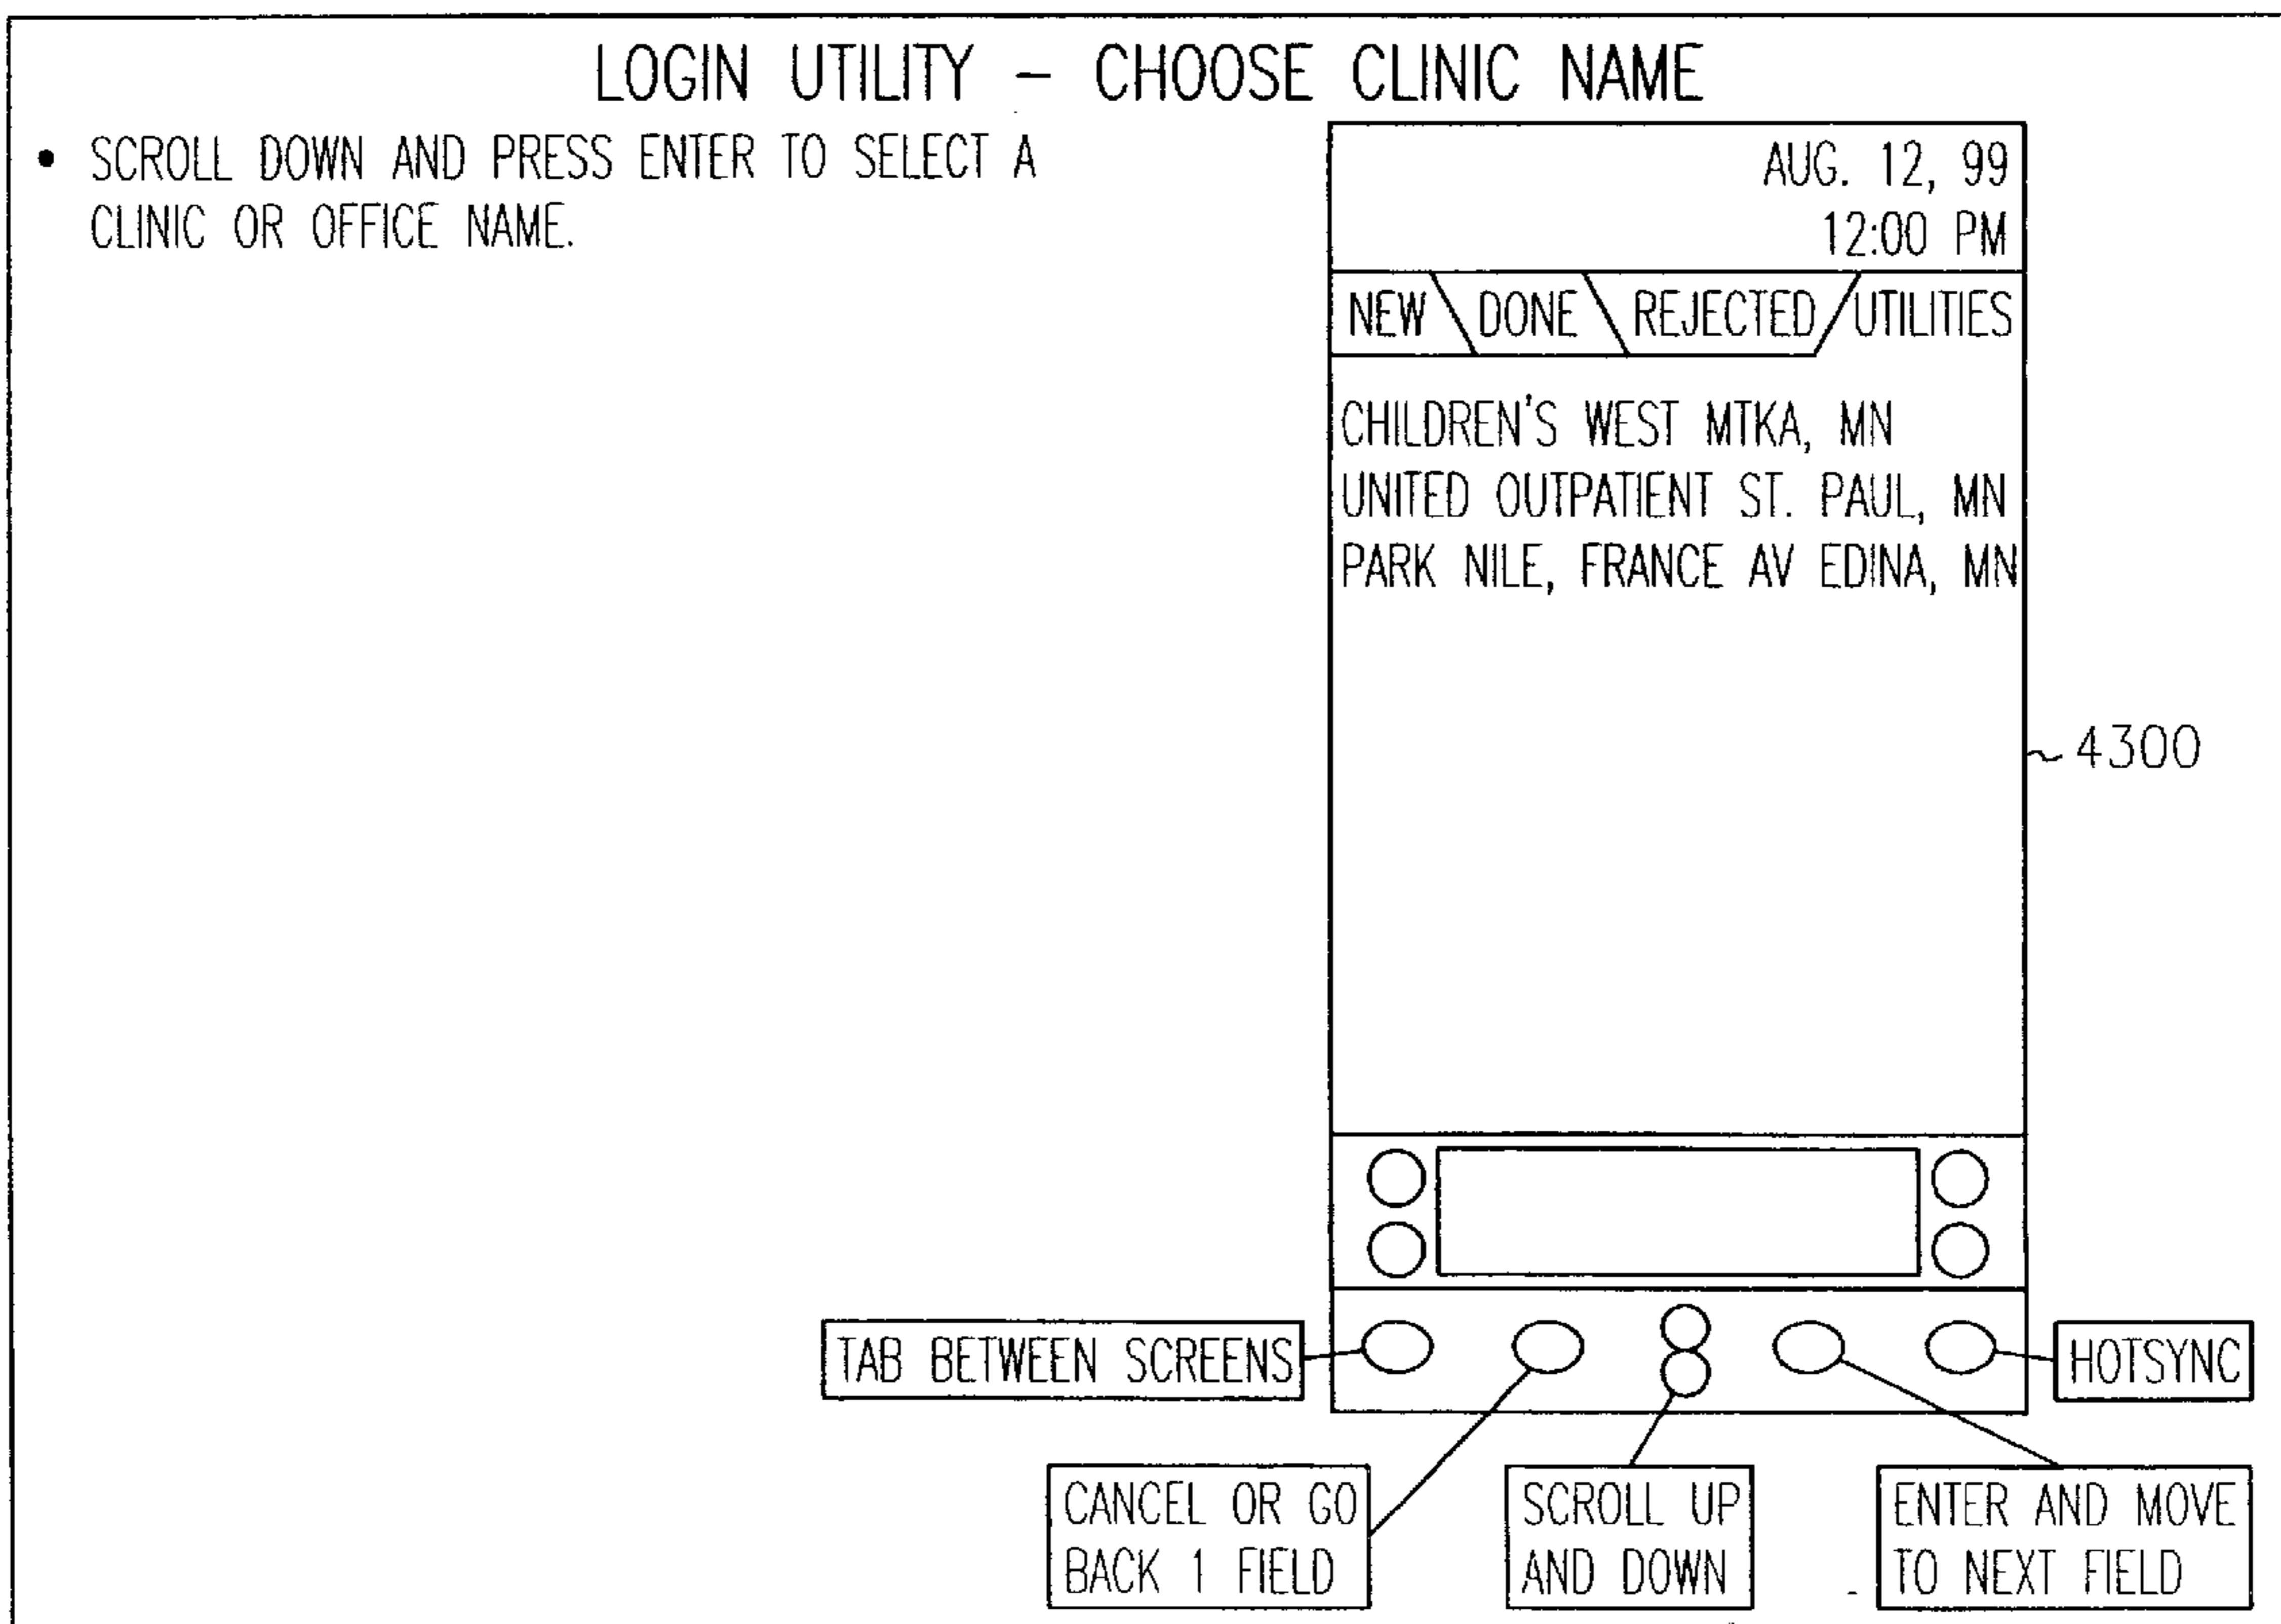 LOGIN UTILITY – CHOOSE CLINIC NAME
• SCROLL DOWN AND PRESS ENTER TO SELECT A
CLINIC OR OFFICE NAME.
AUG. 12, 99
12:00 PM
NEW DONE REJECTED UTILITIES
CHILDREN'S WEST MTKA, MN
UNITED OUTPATIENT ST. PAUL, MN
PARK NILE, FRANCE AV EDINA, MN
4300
TAB BETWEEN SCREENS
HOTSYNC
CANCEL OR GO
BACK 1 FIELD
SCROLL UP
AND DOWN
ENTER AND MOVE
TO NEXT FIELD